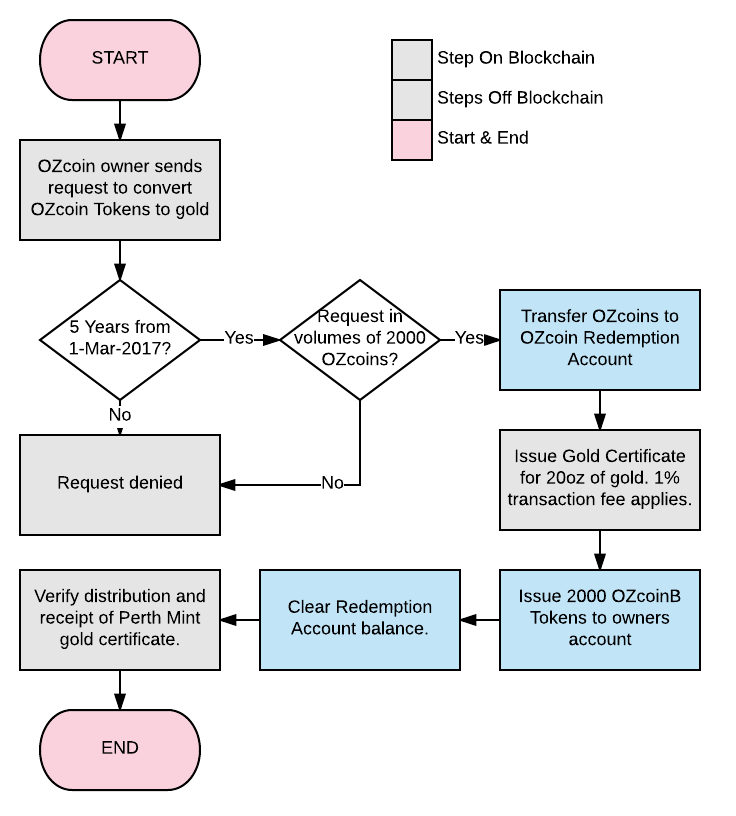 START
Step On Blockchain
Steps Off Blockchain
Start & End
OZcoin owner sends
request to convert
OZcoin Tokens to gold
5 Years from
1-Mar-2017?
Yes
Request in
volumes of 2000
OZcoins?
Yes
Transfer OZcoins to
OZcoin Redemption
Account
No
Request denied
No
Issue Gold Certificate
for 20oz of gold. 1%
transaction fee applies.
Verify distribution and
receipt of Perth Mint
gold certificate.
Clear Redemption
Account balance.
Issue 2000 OZcoinB
Tokens to owners
account
END